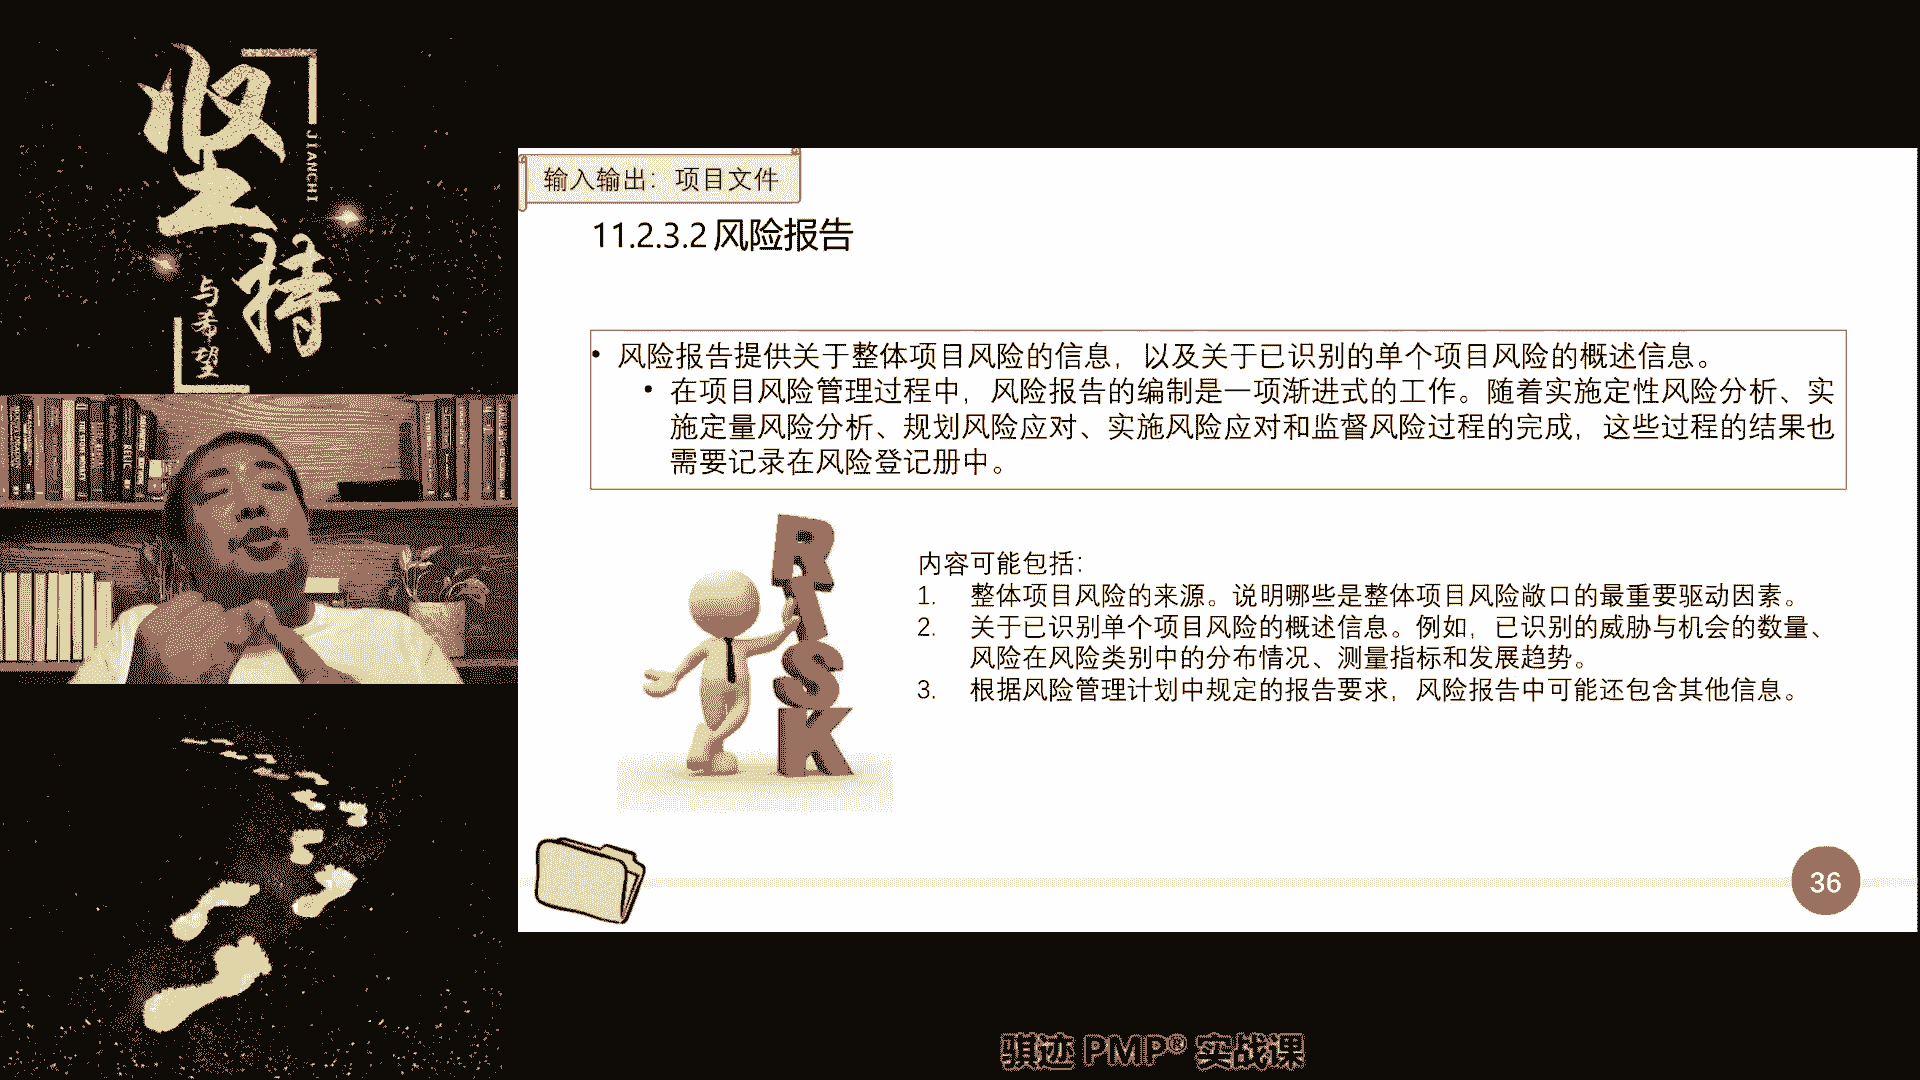 坚持
JIANCHI
与希望
输入输出：项目文件
11.2.3.2 风险报告
• 风险报告提供关于整体项目风险的信息，以及关于已识别的单个项目风险的概述信息。
• 在项目风险管理过程中，风险报告的编制是一项渐进式的工作。随着实施定性风险分析、实
施定量风险分析、规划风险应对、实施风险应对和监督风险过程的完成，这些过程的结果也
需要记录在风险登记册中。
RISK
内容可能包括：
1. 整体项目风险的来源。说明哪些是整体项目风险敞口的最重要驱动因素。
2. 关于已识别单个项目风险的概述信息。例如，已识别的威胁与机会的数量、
风险在风险类别中的分布情况、测量指标和发展趋势。
3. 根据风险管理计划中规定的报告要求，风险报告中可能还包含其他信息。
36
骐迹 PMP® 实战课